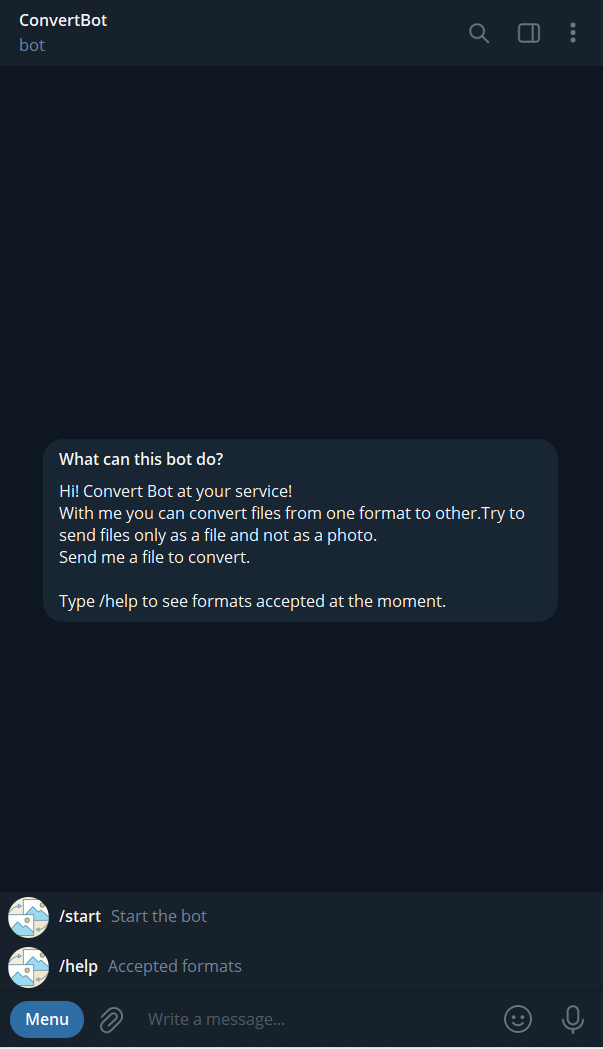 ConvertBot
bot
What can this bot do?
Hi! Convert Bot at your service!
With me you can convert files from one format to other.Try to
send files only as a file and not as a photo.
Send me a file to convert.
Type /help to see formats accepted at the moment.
/start Start the bot
/help Accepted formats
Menu Write a message...